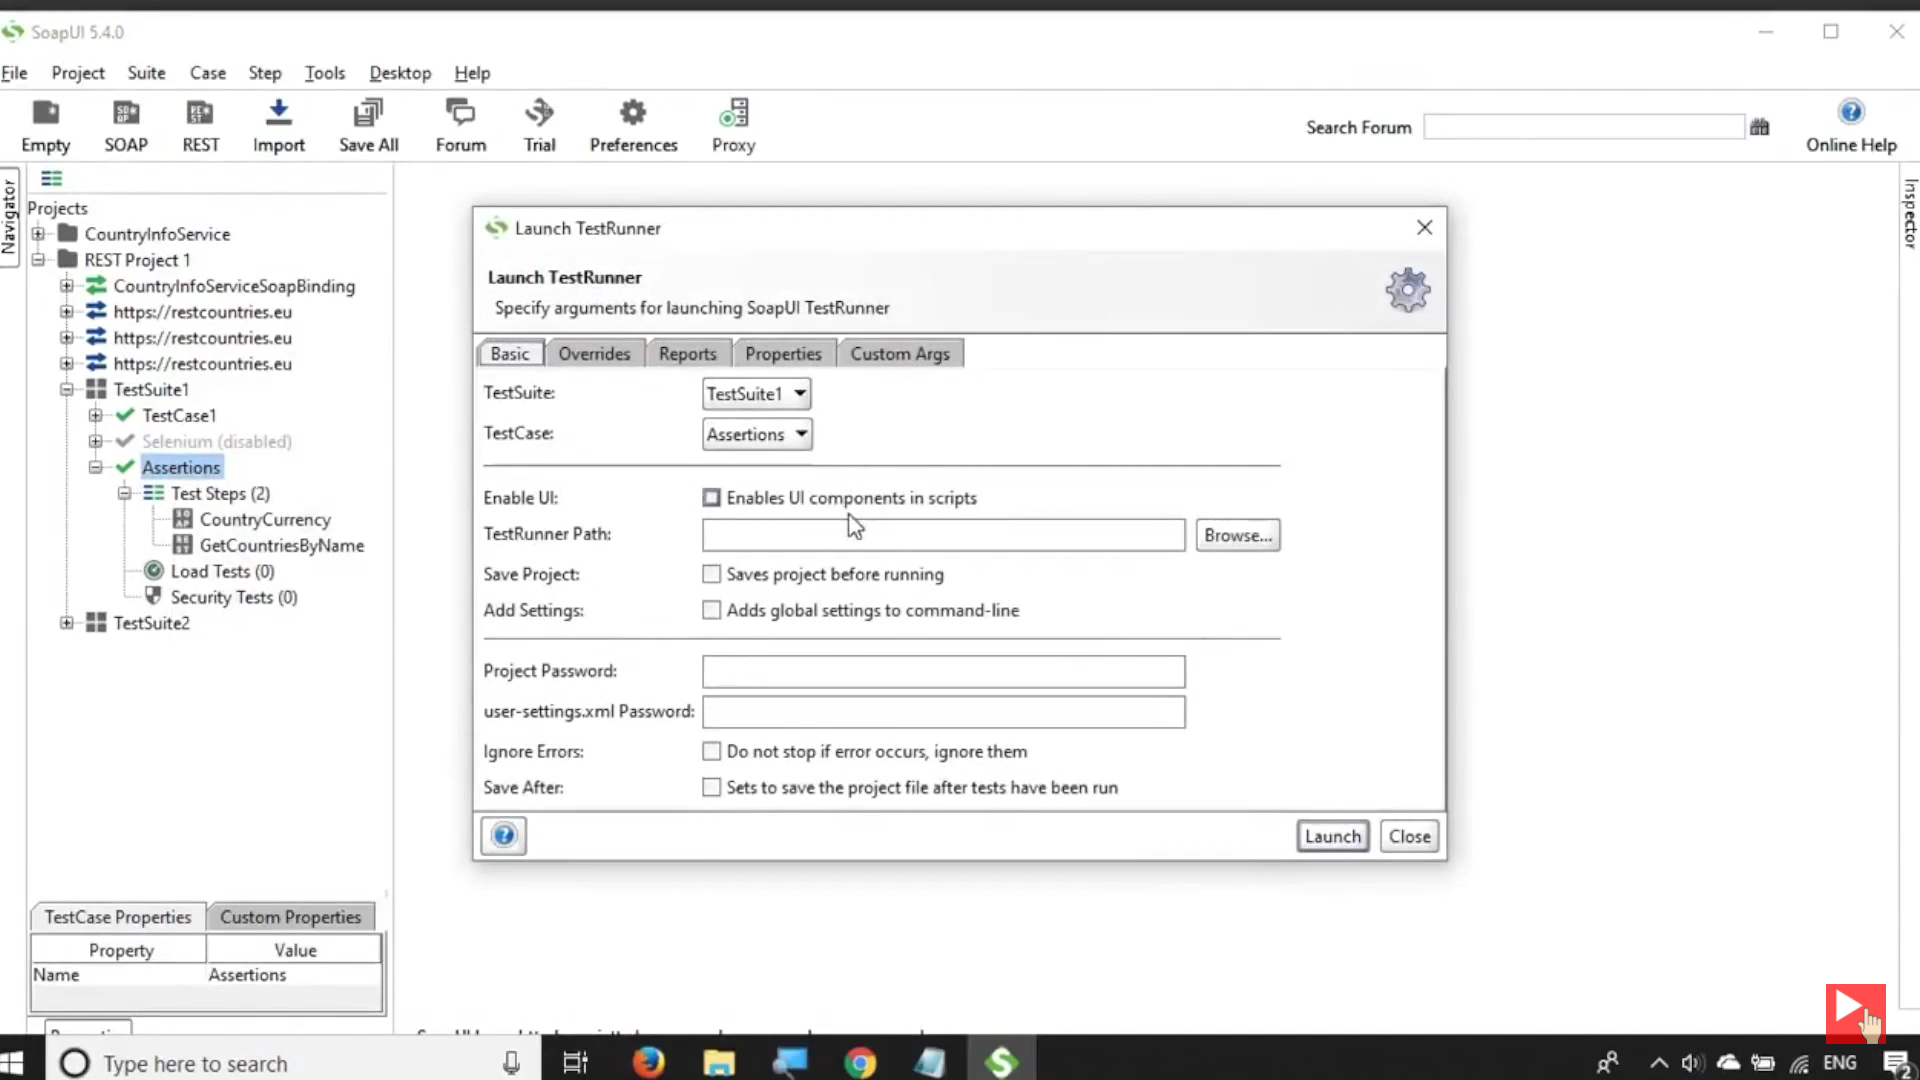 SoapUI 5.4.0
File Project Suite Case Step Tools Desktop Help
Empty SOAP REST Import Save All Forum Trial Preferences Proxy
Search Forum
Online Help
Navigator
Inspector
Projects
CountryInfoService
REST Project 1
CountryInfoServiceSoapBinding
https://restcountries.eu
https://restcountries.eu
https://restcountries.eu
TestSuite1
TestCase1
Selenium (disabled)
Assertions
Test Steps (2)
CountryCurrency
GetCountriesByName
Load Tests (0)
Security Tests (0)
TestSuite2
Launch TestRunner
Launch TestRunner
Specify arguments for launching SoapUI TestRunner
Basic Overrides Reports Properties Custom Args
TestSuite: TestSuite1
TestCase: Assertions
Enable UI: Enables UI components in scripts
TestRunner Path: Browse...
Save Project: Saves project before running
Add Settings: Adds global settings to command-line
Project Password:
user-settings.xml Password:
Ignore Errors: Do not stop if error occurs, ignore them
Save After: Sets to save the project file after tests have been run
Launch Close
TestCase Properties Custom Properties
Property Value
Name Assertions
Type here to search
ENG
2